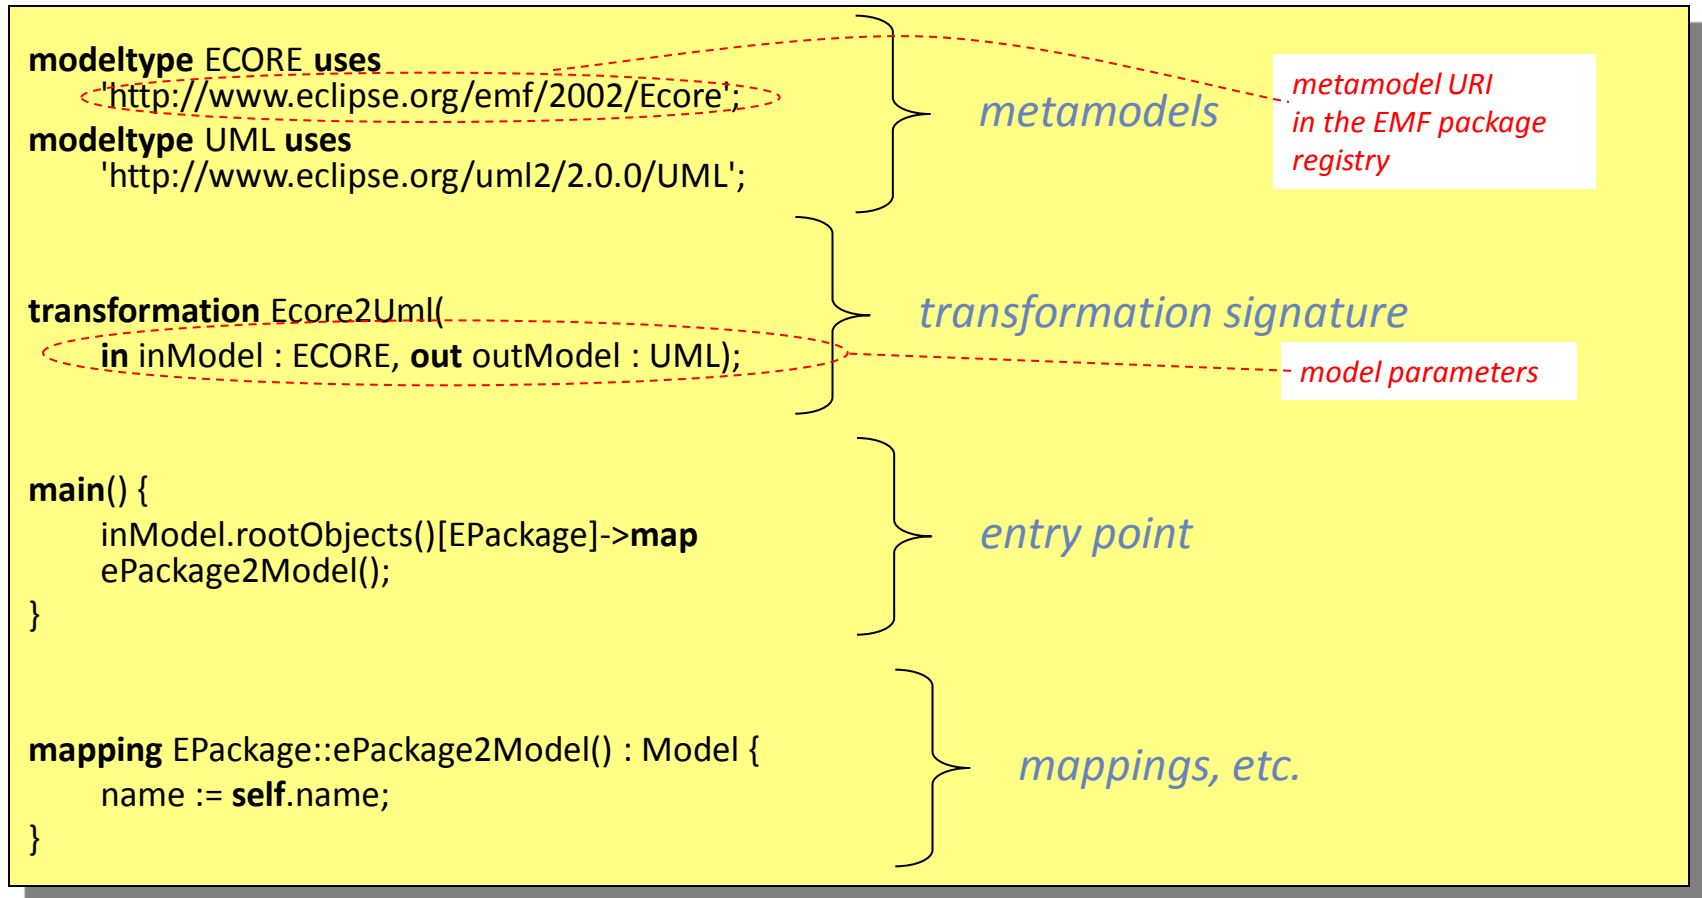 modeltype ECORE uses
'http://www.eclipse.org/emf/2002/Ecore';
modeltype UML uses
'http://www.eclipse.org/uml2/2.0.0/UML';
metamodels
metamodel URI
in the EMF package
registry
transformation Ecore2Uml(
in inModel : ECORE, out outModel : UML);
transformation signature
model parameters
main() {
inModel.rootObjects()[EPackage]->map
ePackage2Model();
}
entry point
mapping EPackage::ePackage2Model() : Model {
name := self.name;
}
mappings, etc.